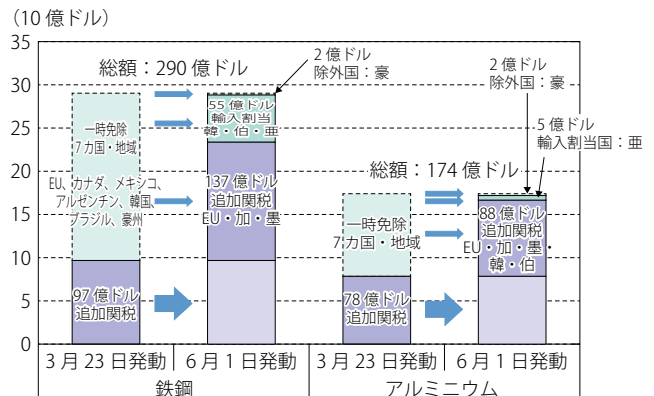 （10 億ドル）
35
30
25
20
15
10
5
0
総額：290 億ドル
2 億ドル
除外国：豪
一時免除
7 カ国・地域
EU、カナダ、メキシコ、
アルゼンチン、韓国、
ブラジル、豪州
97 億ドル
追加関税
55 億ドル
輸入割当
韓・伯・亜
137 億ドル
追加関税
EU・加・墨
総額：174 億ドル
2 億ドル
除外国：豪
5 億ドル
輸入割当国：亜
一時免除
7 カ国・地域
78 億ドル
追加関税
88 億ドル
追加関税
EU・加・墨・
韓・伯
3 月 23 日発動
6 月 1 日発動
3 月 23 日発動
6 月 1 日発動
鉄鋼
アルミニウム